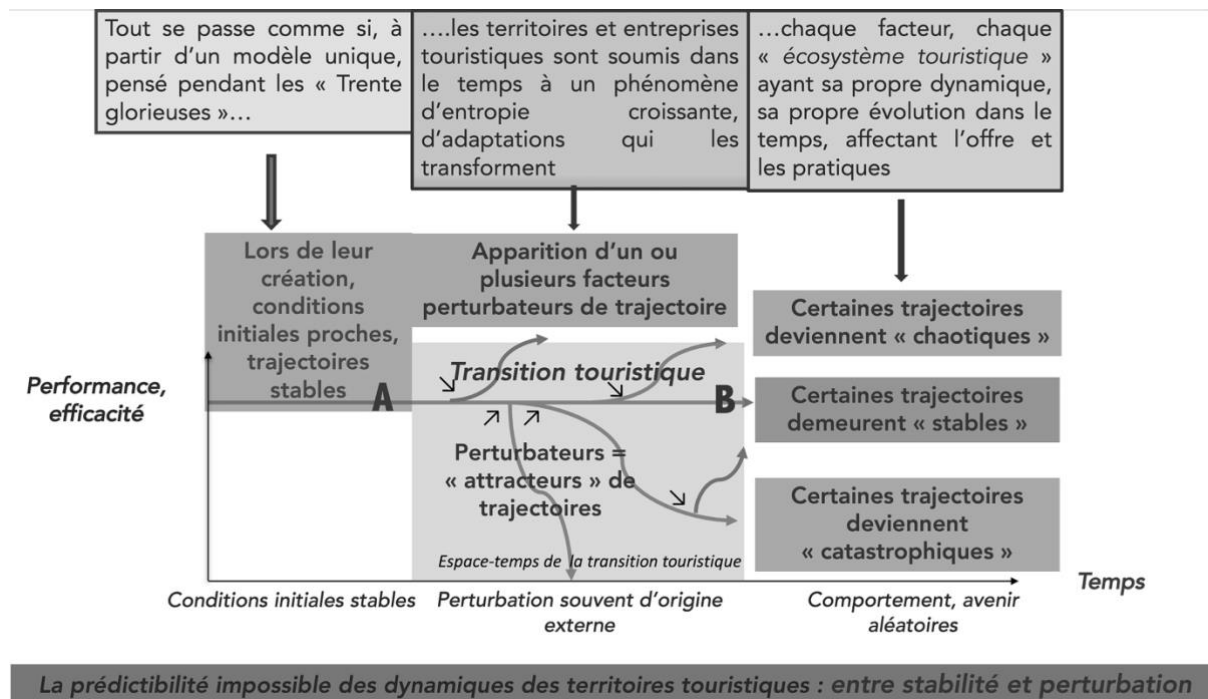 Tout se passe comme si, à
partir d'un modèle unique,
pensé pendant les « Trente
glorieuses »…
….les territoires et entreprises
touristiques sont soumis dans
le temps à un phénomène
d'entropie croissante,
d'adaptations qui les
transforment
…chaque facteur, chaque
« écosystème touristique »
ayant sa propre dynamique,
sa propre évolution dans le
temps, affectant l'offre et
les pratiques
Lors de leur
création,
conditions
initiales proches,
trajectoires
stables
Apparition d'un ou
plusieurs facteurs
perturbateurs de trajectoire
Certaines trajectoires
deviennent « chaotiques »
Performance,
efficacité
A
Transition touristique
B
Certaines trajectoires
demeurent « stables »
Perturbateurs =
« attracteurs » de
trajectoires
Certaines trajectoires
deviennent
« catastrophiques »
Espace-temps de la transition touristique
Temps
Conditions initiales stables
Perturbation souvent d'origine
externe
Comportement, avenir
aléatoires
La prédictibilité impossible des dynamiques des territoires touristiques : entre stabilité et perturbation